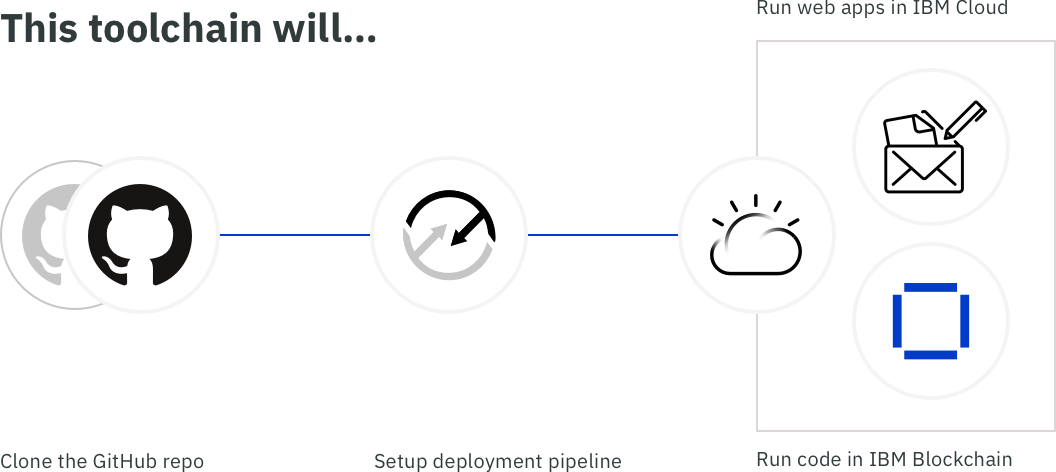 This toolchain will...
Run web apps in IBM Cloud
Clone the GitHub repo
Setup deployment pipeline
Run code in IBM Blockchain